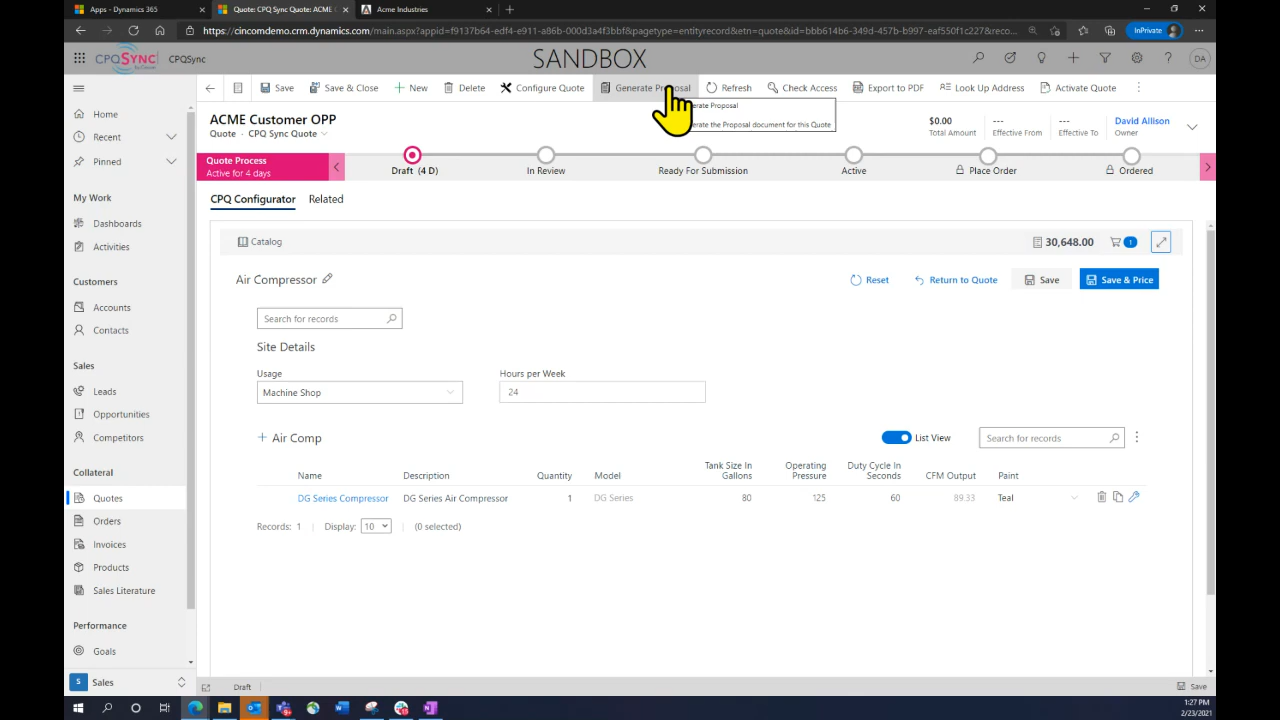 Apps - Dynamics 365
Quote: CPQ Sync Quote: ACME C
Acme Industries
https://cincomdemo.crm.dynamics.com/main.aspx?appid=f9137b64-e309-4a86-000d3a4f3bbf&pagetype=entityrecord&etn=quote&id=bbb614b6-349d-457b-b997-eaf550f1c227&reco...
InPrivate
CPQSYNC
by Cincom
CPQSync
SANDBOX
DA
Save
Save & Close
New
Delete
Configure Quote
Generate Proposal
Refresh
Check Access
Export to PDF
Look Up Address
Activate Quote
erate Proposal
erate the Proposal document for this Quote
ACME Customer OPP
Quote · CPQ Sync Quote
$0.00
Total Amount
---
Effective From
---
Effective To
David Allison
Owner
Quote Process
Active for 4 days
Draft (4 D)
In Review
Ready For Submission
Active
Place Order
Ordered
CPQ Configurator
Related
Home
Recent
Pinned
My Work
Dashboards
Activities
Customers
Accounts
Contacts
Sales
Leads
Opportunities
Competitors
Collateral
Quotes
Orders
Invoices
Products
Sales Literature
Performance
Goals
S Sales
Catalog
30,648.00
1
Air Compressor
Reset
Return to Quote
Save
Save & Price
Search for records
Site Details
Usage
Hours per Week
Machine Shop
24
+ Air Comp
List View
Search for records
Name
Description
Quantity
Model
Tank Size In Gallons
Operating Pressure
Duty Cycle In Seconds
CFM Output
Paint
DG Series Compressor
DG Series Air Compressor
1
DG Series
80
125
60
89.33
Teal
Records: 1
Display: 10
(0 selected)
Draft
Save
1:27 PM
2/23/2021